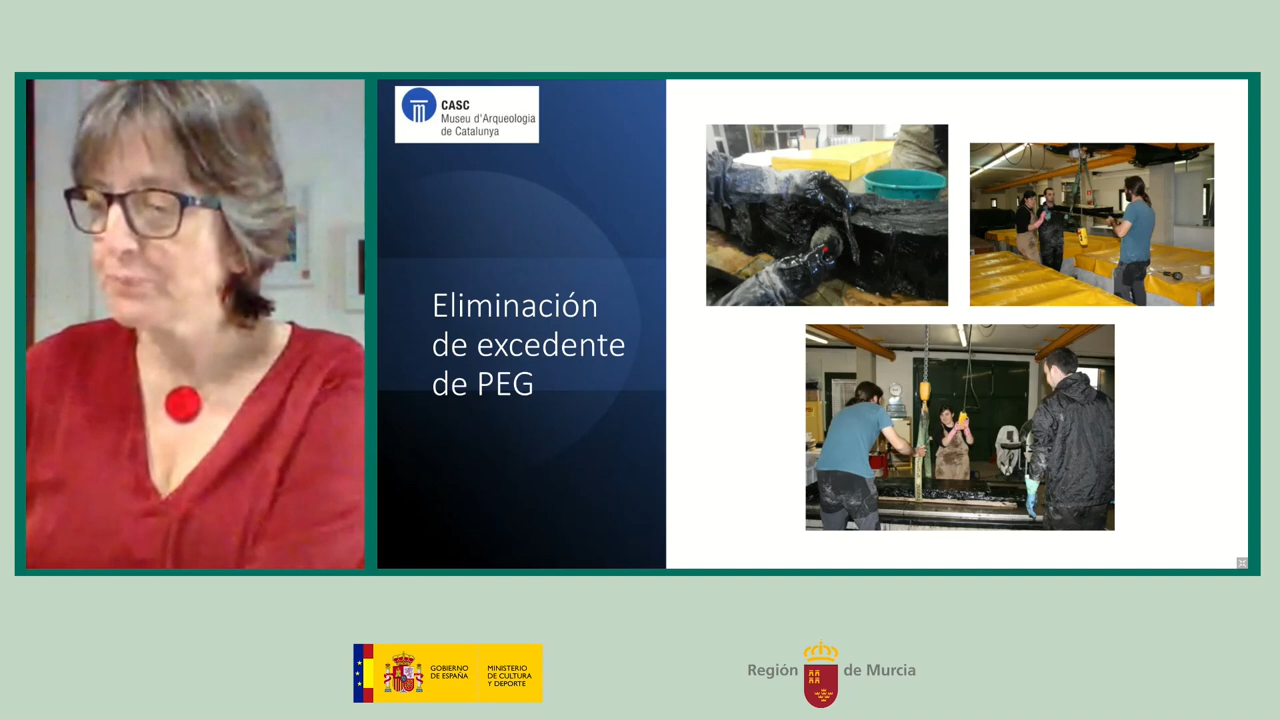 CASC
Museu d'Arqueologia
de Catalunya
Eliminación
de excedente
de PEG
GOBIERNO
DE ESPAÑA
MINISTERIO
DE CULTURA
Y DEPORTE
Región de Murcia